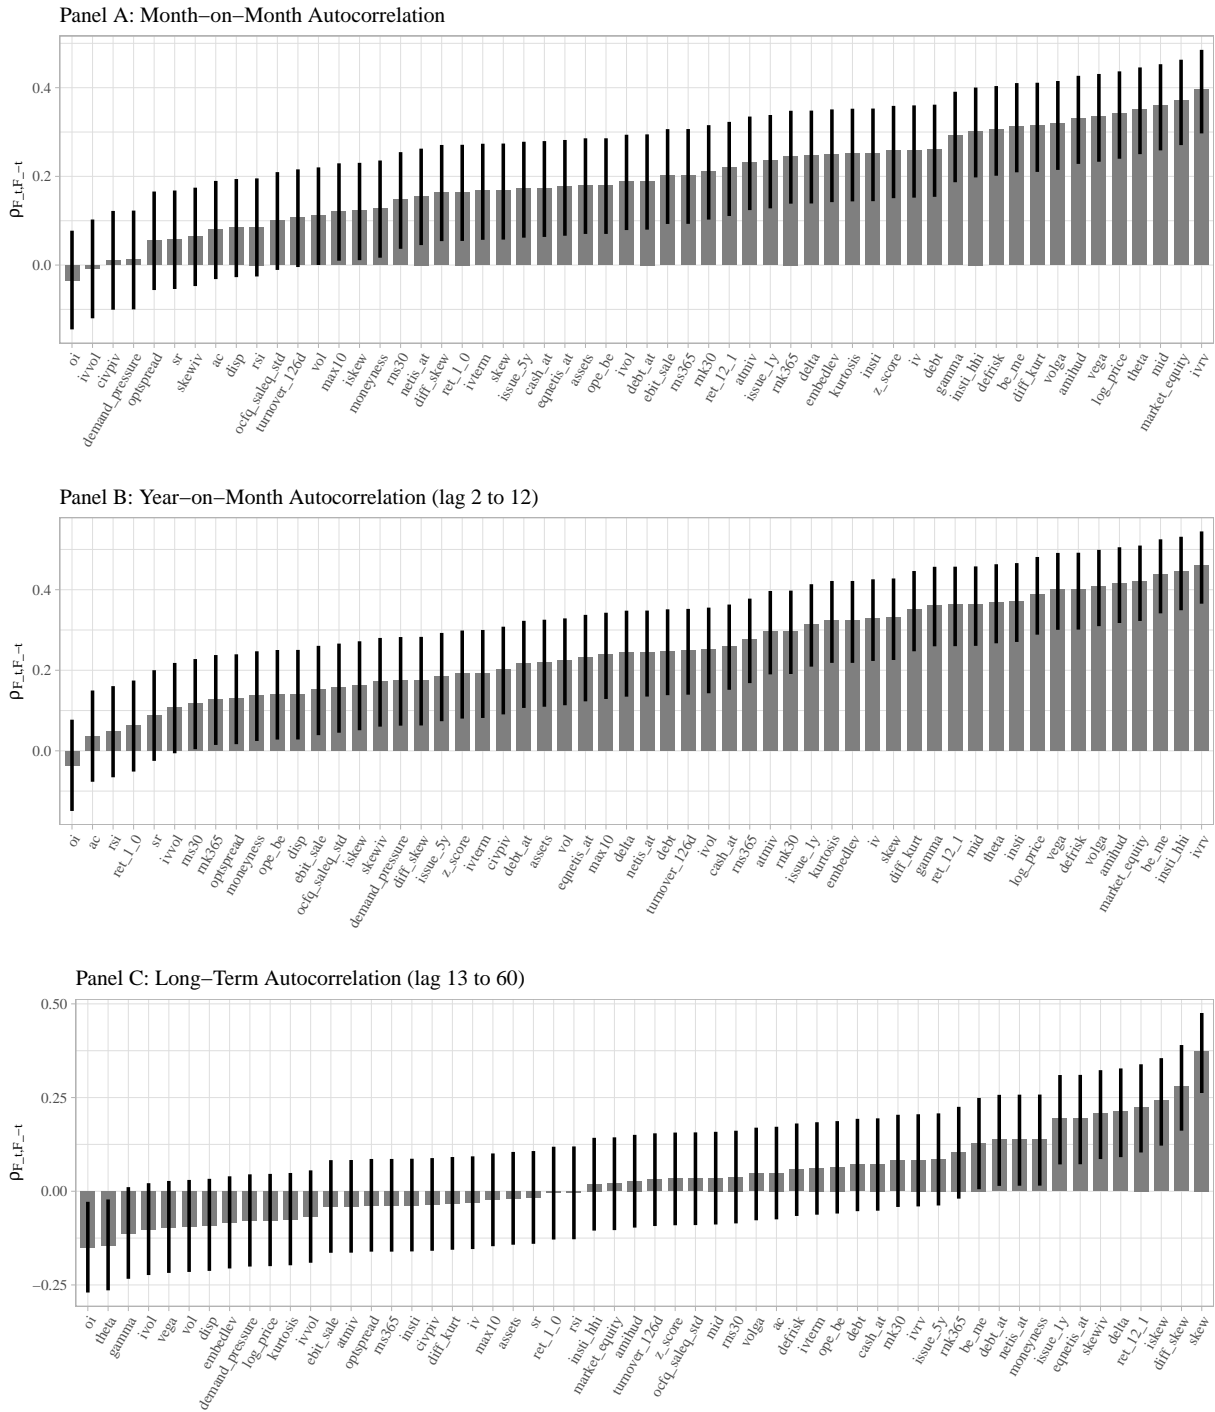 Panel A: Month−on−Month Autocorrelation
0.4
0.2
0.0
ρF_t,F_−t
oi
ivvol
civpiv
demand_pressure
optspread
sr
skewiv
ac
disp
rsi
ocfq_saleq_std
turnover_126d
vol
max10
iskew
moneyness
rns30
netis_at
diff_skew
ret_1_0
ivterm
skew
issue_5y
cash_at
eqnetis_at
assets
ope_be
ivol
debt_at
ebit_sale
rns365
rnk30
ret_12_1
atmiv
issue_1y
rnk365
delta
embedlev
kurtosis
insti
z_score
iv
debt
gamma
insti_hhi
defrisk
be_me
diff_kurt
volga
amihud
vega
log_price
theta
mid
market_equity
ivrv
Panel B: Year−on−Month Autocorrelation (lag 2 to 12)
0.4
0.2
0.0
ρF_t,F_−t
oi
ac
rsi
ret_1_0
sr
ivvol
rns30
rnk365
optspread
moneyness
ope_be
disp
ebit_sale
ocfq_saleq_std
iskew
skewiv
demand_pressure
diff_skew
issue_5y
z_score
ivterm
civpiv
debt_at
assets
vol
eqnetis_at
max10
delta
netis_at
debt
turnover_126d
ivol
cash_at
rns365
atmiv
rnk30
issue_1y
kurtosis
embedlev
iv
skew
diff_kurt
gamma
ret_12_1
mid
theta
insti
log_price
vega
defrisk
volga
amihud
market_equity
be_me
insti_hhi
ivrv
Panel C: Long−Term Autocorrelation (lag 13 to 60)
0.50
0.25
0.00
−0.25
ρF_t,F_−t
oi
theta
gamma
ivol
vega
vol
disp
embedlev
demand_pressure
log_price
kurtosis
ivvol
ebit_sale
atmiv
optspread
rns365
insti
civpiv
diff_kurt
iv
max10
assets
sr
ret_1_0
rsi
insti_hhi
market_equity
amihud
turnover_126d
z_score
ocfq_saleq_std
mid
rns30
volga
ac
defrisk
ivterm
ope_be
debt
cash_at
rnk30
ivrv
issue_5y
rnk365
be_me
debt_at
netis_at
moneyness
issue_1y
eqnetis_at
skewiv
delta
ret_12_1
iskew
diff_skew
skew